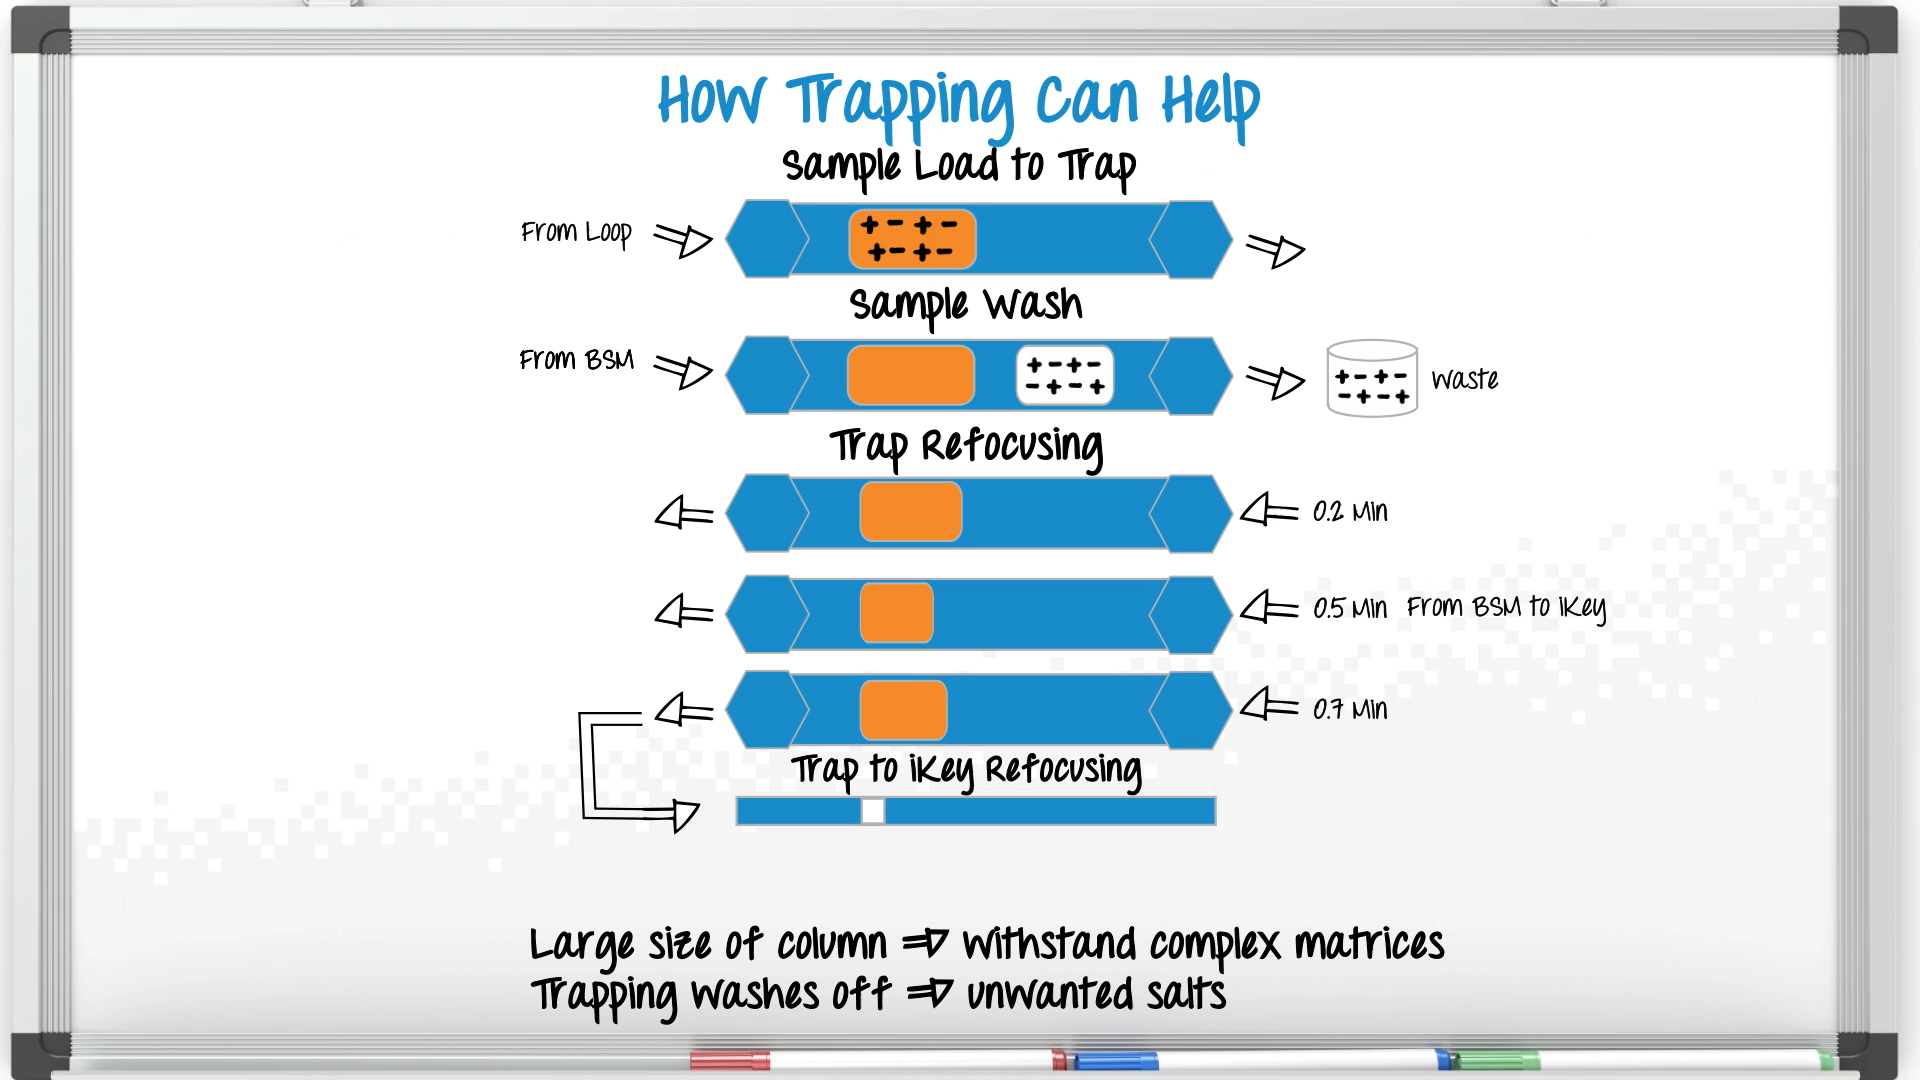 How Trapping Can Help
Sample Load to Trap
From Loop
+ - + -
+ - + -
Sample Wash
From BSM
+ - + -
- + - +
+ - + -
- + - +
Waste
Trap Refocusing
0.2 Min
0.5 Min From BSM to iKey
0.7 Min
Trap to iKey Refocusing
Large size of column ⇒ withstand complex matrices
Trapping washes off ⇒ unwanted salts